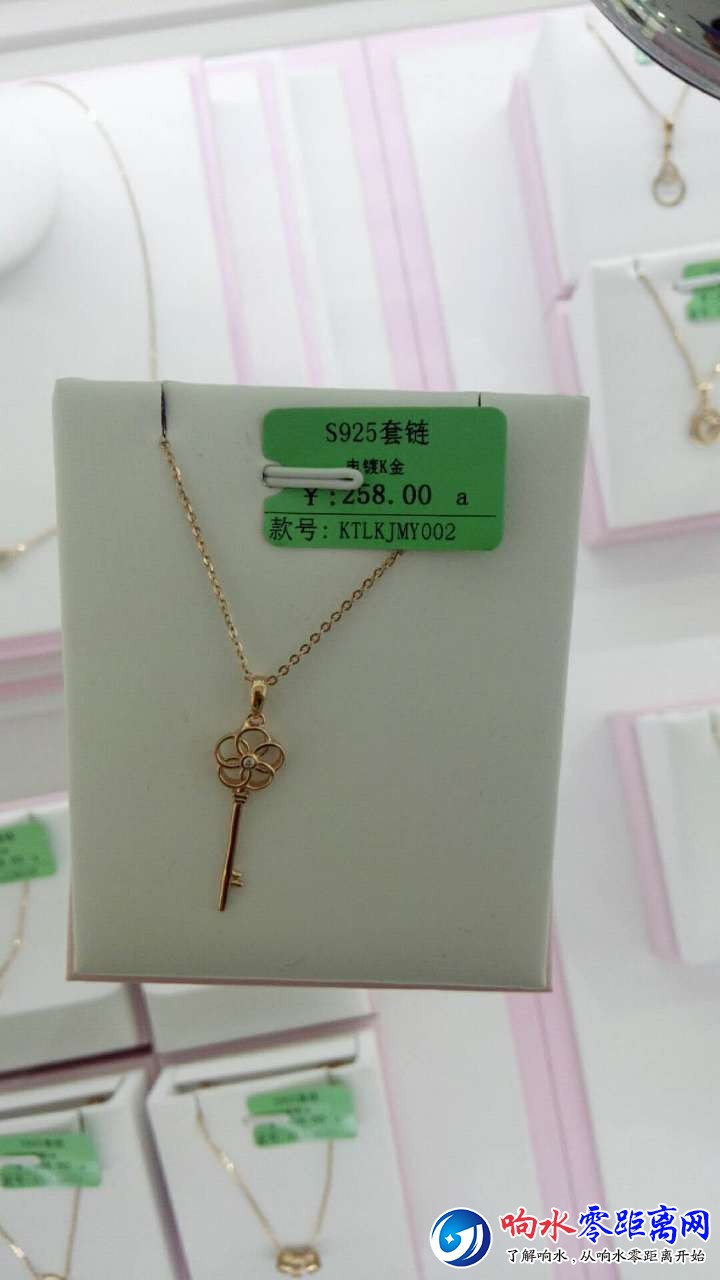 S925套链
电镀K金
¥:258.00 a
款号: KTLKJMY002
响水零距离网
了解响水，从响水零距离开始